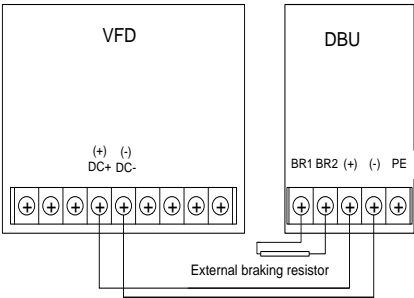 VFD
DBU
(+) (-)
DC+ DC-
BR1 BR2 (+) (-) PE
External braking resistor